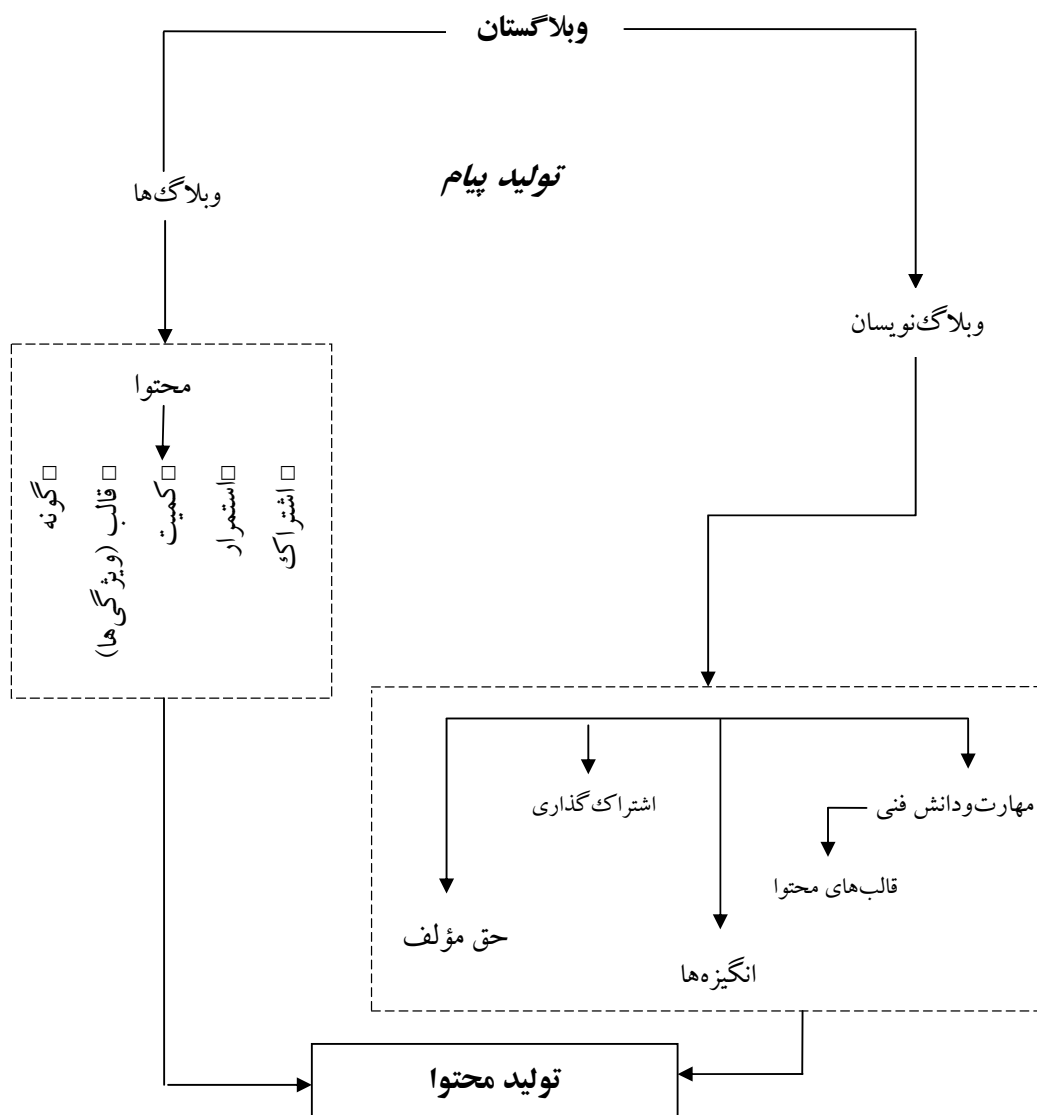 وبلاگستان
تولید پیام
وبلاگ‌ها
وبلاگ‌نویسان
محتوا
□ اشتراک
□استمرار
□کمیت
□ قالب (ویژگی‌ها)
□گونه
مهارت‌ودانش فنی
اشتراک‌گذاری
قالب‌های محتوا
حق مؤلف
انگیزه‌ها
تولید محتوا